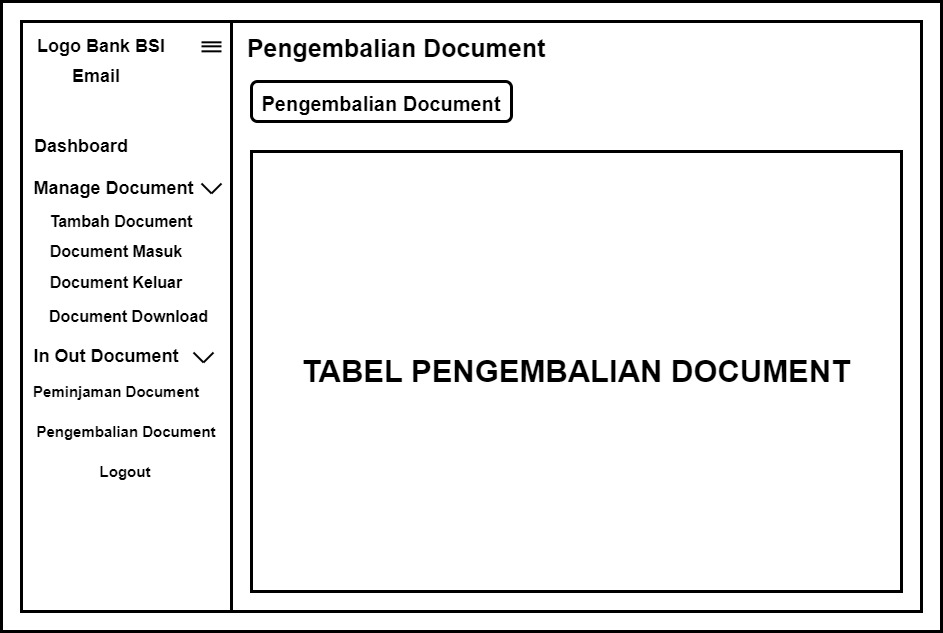 Logo Bank BSI
Email
Dashboard
Manage Document
Tambah Document
Document Masuk
Document Keluar
Document Download
In Out Document
Peminjaman Document
Pengembalian Document
Logout
Pengembalian Document
Pengembalian Document
TABEL PENGEMBALIAN DOCUMENT